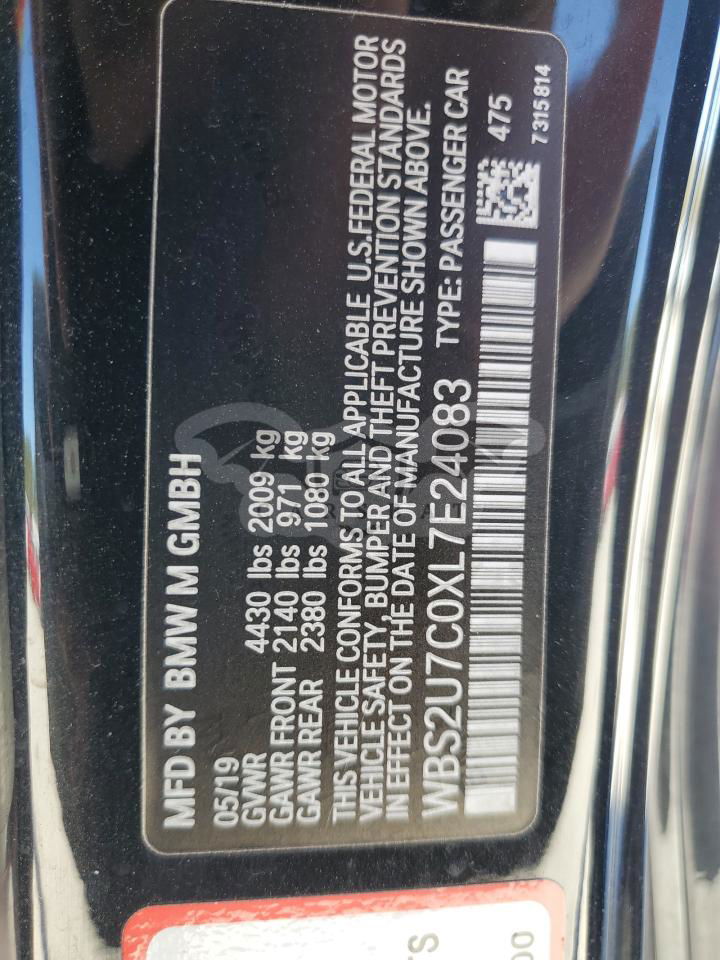 MFD BY BMW M GMBH
05/19
GVWR 4430 lbs 2009 kg
GAWR FRONT 2140 lbs 971 kg
GAWR REAR 2380 lbs 1080 kg
THIS VEHICLE CONFORMS TO ALL APPLICABLE U.S.FEDERAL MOTOR
VEHICLE SAFETY, BUMPER AND THEFT PREVENTION STANDARDS
IN EFFECT ON THE DATE OF MANUFACTURE SHOWN ABOVE.
WBS2U7C0XL7E24083 TYPE: PASSENGER CAR
475
7315814
TS
00